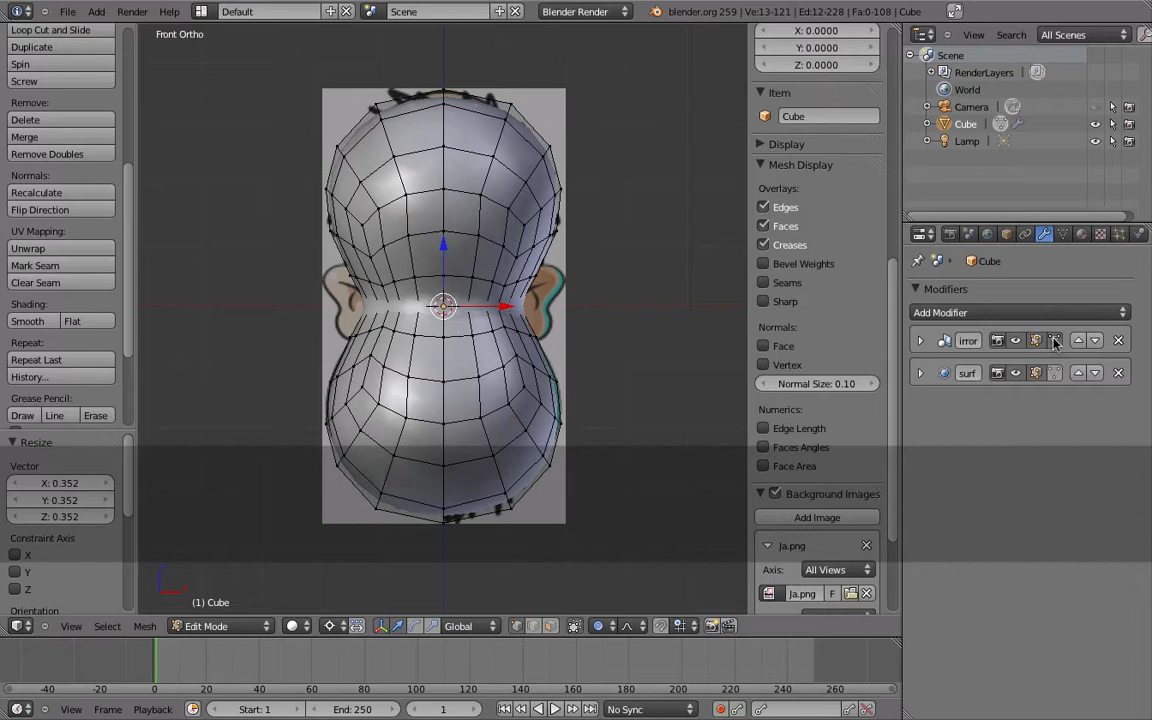 File Add Render Help Default Scene Blender Render blender.org 259 | Ve:13-121 | Ed:12-228 | Fa:0-108 | Cube
Loop Cut and Slide
Duplicate
Spin
Screw
Remove:
Delete
Merge
Remove Doubles
Normals:
Recalculate
Flip Direction
UV Mapping:
Unwrap
Mark Seam
Clear Seam
Shading:
Smooth Flat
Repeat:
Repeat Last
History...
Grease Pencil:
Draw Line Erase
Resize
Vector
X: 0.352
Y: 0.352
Z: 0.352
Constraint Axis
X
Y
Z
Orientation
Front Ortho
(1) Cube
X: 0.0000
Y: 0.0000
Z: 0.0000
Item
Cube
Display
Mesh Display
Overlays:
Edges
Faces
Creases
Bevel Weights
Seams
Sharp
Normals:
Face
Vertex
Normal Size: 0.10
Numerics:
Edge Length
Faces Angles
Face Area
Background Images
Add Image
Ja.png
Axis: All Views
Ja.png F
View Search All Scenes
Scene
RenderLayers
World
Camera
Cube
Lamp
Cube
Modifiers
Add Modifier
irror
surf
View Select Mesh Edit Mode Global
-40 -20 0 20 40 60 80 100 120 140 160 180 200 220 240 260
View Frame Playback Start: 1 End: 250 1 No Sync